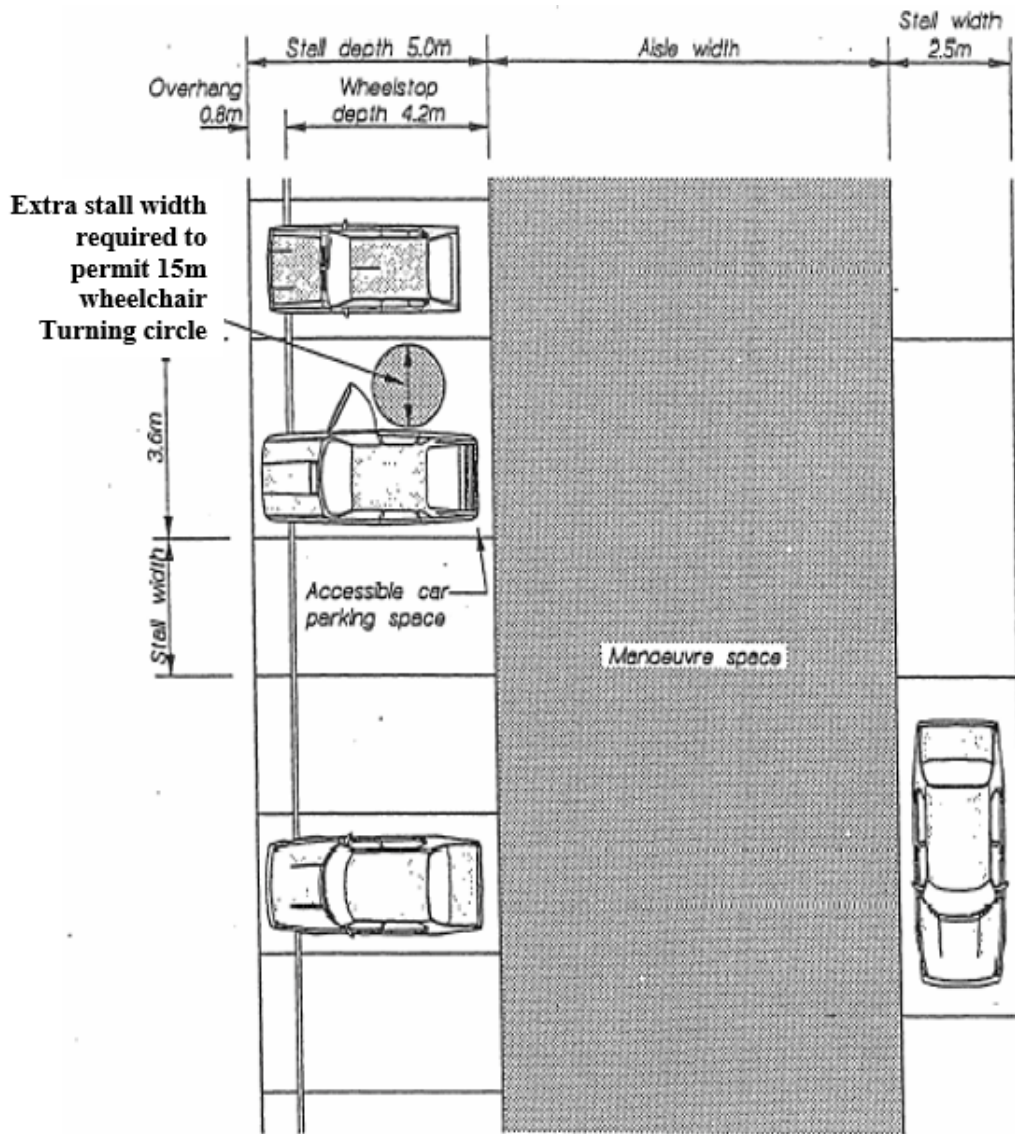 Stall width
2.5m
Stall depth 5.0m
Aisle width
Overhang
0.8m
Wheelstop
depth 4.2m
Extra stall width
required to
permit 15m
wheelchair
Turning circle
3.6m
Stall width
Accessible car
parking space
Manoeuvre space